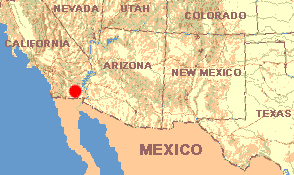 NEVADA UTAH COLORADO
CALIFORNIA
ARIZONA
NEW MEXICO
TEXAS
MEXICO